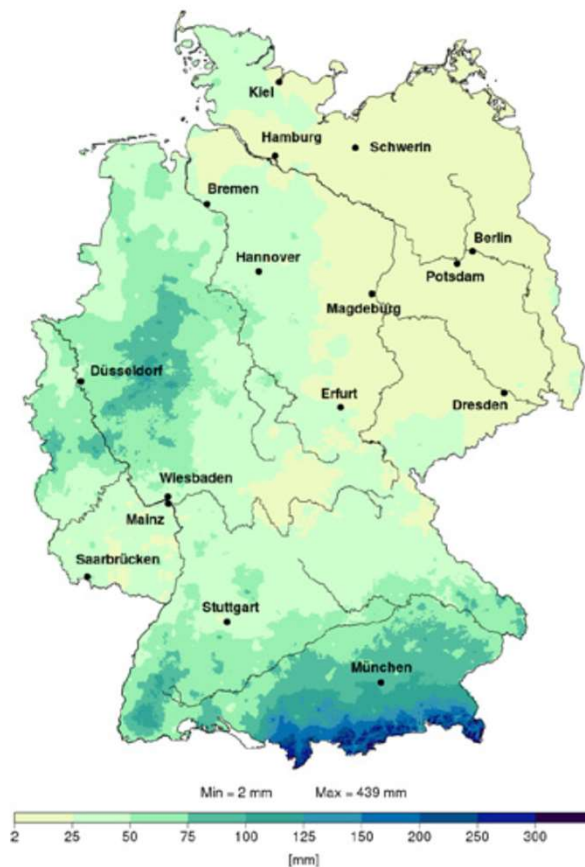 Kiel
Hamburg
Schwerin
Bremen
Berlin
Hannover
Potsdam
Magdeburg
Düsseldorf
Erfurt
Dresden
Wiesbaden
Mainz
Saarbrücken
Stuttgart
München
Min = 2 mm Max = 439 mm
2 25 50 75 100 125 150 200 250 300
[mm]